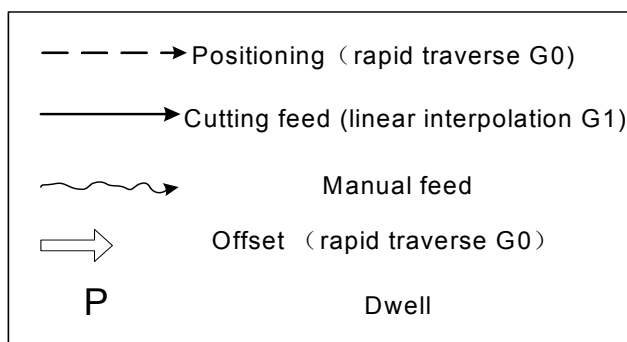 Positioning（rapid traverse G0)
Cutting feed (linear interpolation G1)
Manual feed
Offset （rapid traverse G0）
P Dwell